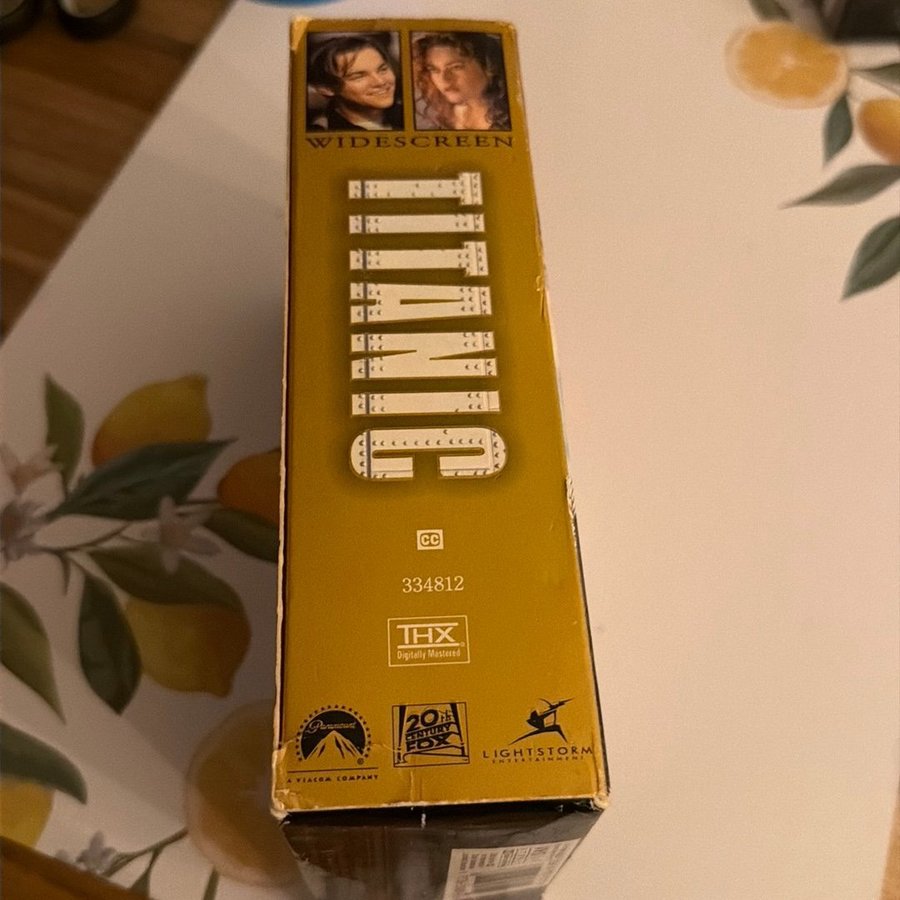 WIDESCREEN
TITANIC
CC
334812
THX
Digitally Mastered
Paramount
A VIACOM COMPANY
20th
CENTURY
FOX
LIGHTSTORM
ENTERTAINMENT